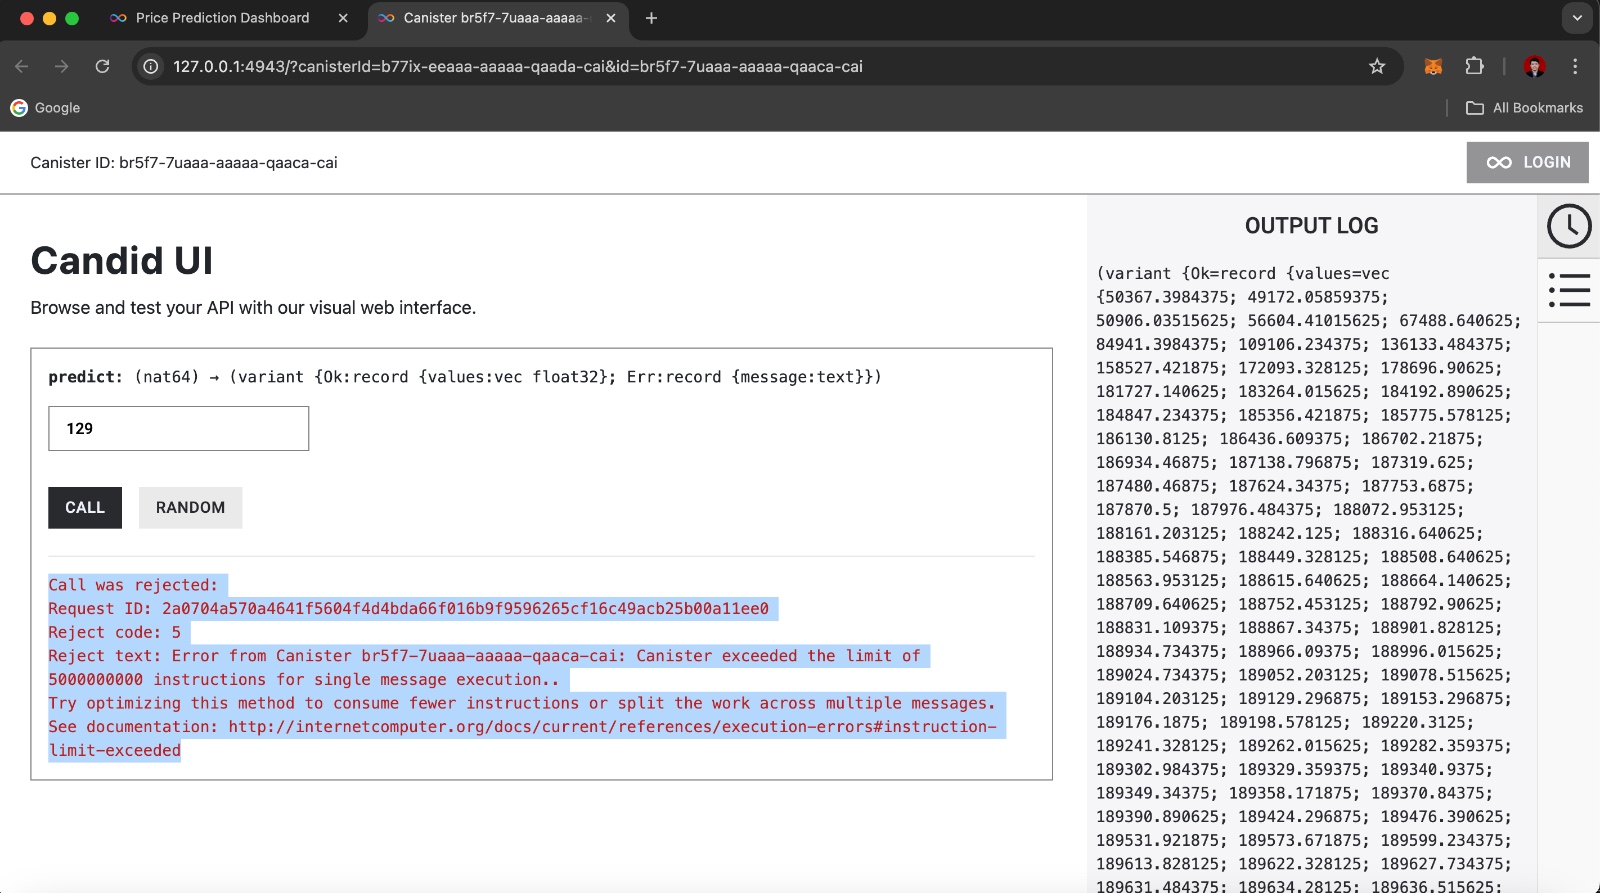 Price Prediction Dashboard
Canister br5f7-7uaaa-aaaaa-
127.0.0.1:4943/?canisterId=b77ix-eeaaa-aaaaa-qaada-cai&id=br5f7-7uaaa-aaaaa-qaaca-cai
Google
All Bookmarks
Canister ID: br5f7-7uaaa-aaaaa-qaaca-cai
LOGIN
Candid UI
Browse and test your API with our visual web interface.
predict: (nat64) → (variant {Ok:record {values:vec float32}; Err:record {message:text}})
129
CALL
RANDOM
Call was rejected:
Request ID: 2a0704a570a4641f5604f4d4bda66f016b9f9596265cf16c49acb25b00a11ee0
Reject code: 5
Reject text: Error from Canister br5f7-7uaaa-aaaaa-qaaca-cai: Canister exceeded the limit of
5000000000 instructions for single message execution..
Try optimizing this method to consume fewer instructions or split the work across multiple messages.
See documentation: http://internetcomputer.org/docs/current/references/execution-errors#instruction-
limit-exceeded
OUTPUT LOG
(variant {Ok=record {values=vec
{50367.3984375; 49172.05859375;
50906.03515625; 56604.41015625; 67488.640625;
84941.3984375; 109106.234375; 136133.484375;
158527.421875; 172093.328125; 178696.90625;
181727.140625; 183264.015625; 184192.890625;
184847.234375; 185356.421875; 185775.578125;
186130.8125; 186436.609375; 186702.21875;
186934.46875; 187138.796875; 187319.625;
187480.46875; 187624.34375; 187753.6875;
187870.5; 187976.484375; 188072.953125;
188161.203125; 188242.125; 188316.640625;
188385.546875; 188449.328125; 188508.640625;
188563.953125; 188615.640625; 188664.140625;
188709.640625; 188752.453125; 188792.90625;
188831.109375; 188867.34375; 188901.828125;
188934.734375; 188966.09375; 188996.015625;
189024.734375; 189052.203125; 189078.515625;
189104.203125; 189129.296875; 189153.296875;
189176.1875; 189198.578125; 189220.3125;
189241.328125; 189262.015625; 189282.359375;
189302.984375; 189329.359375; 189340.9375;
189349.34375; 189358.171875; 189370.84375;
189390.890625; 189424.296875; 189476.390625;
189531.921875; 189573.671875; 189599.234375;
189613.828125; 189622.328125; 189627.734375;
189631.484375; 189634.28125; 189636.515625;